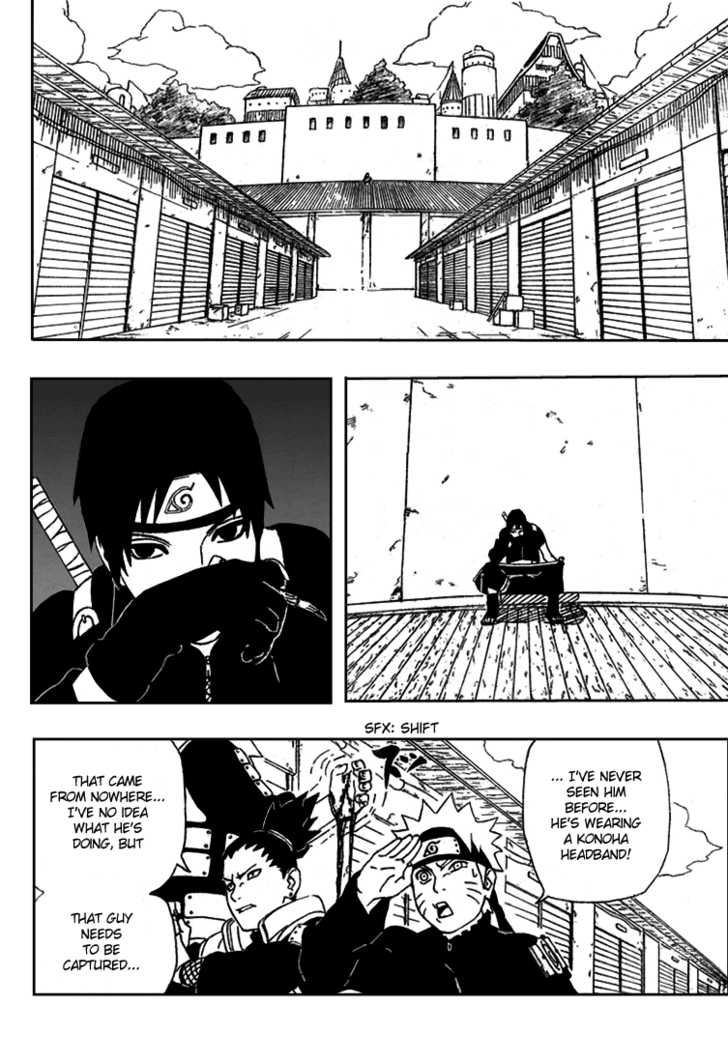 SFX: SHIFT
... I'VE NEVER
SEEN HIM
BEFORE...
HE'S WEARING
A KONOHA
HEADBAND!
THAT CAME
FROM NOWHERE...
I'VE NO IDEA
WHAT HE'S
DOING, BUT
THAT GUY
NEEDS
TO BE
CAPTURED...